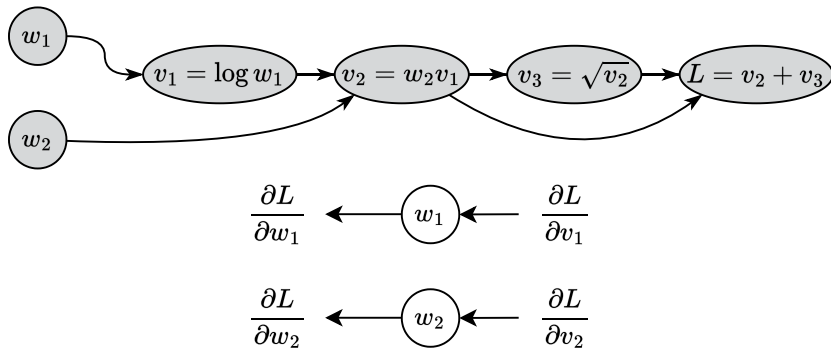 w₁
v₁ = log w₁
v₂ = w₂v₁
v₃ = √v₂
L = v₂ + v₃
w₂
∂L/∂w₁
w₁
∂L/∂v₁
∂L/∂w₂
w₂
∂L/∂v₂